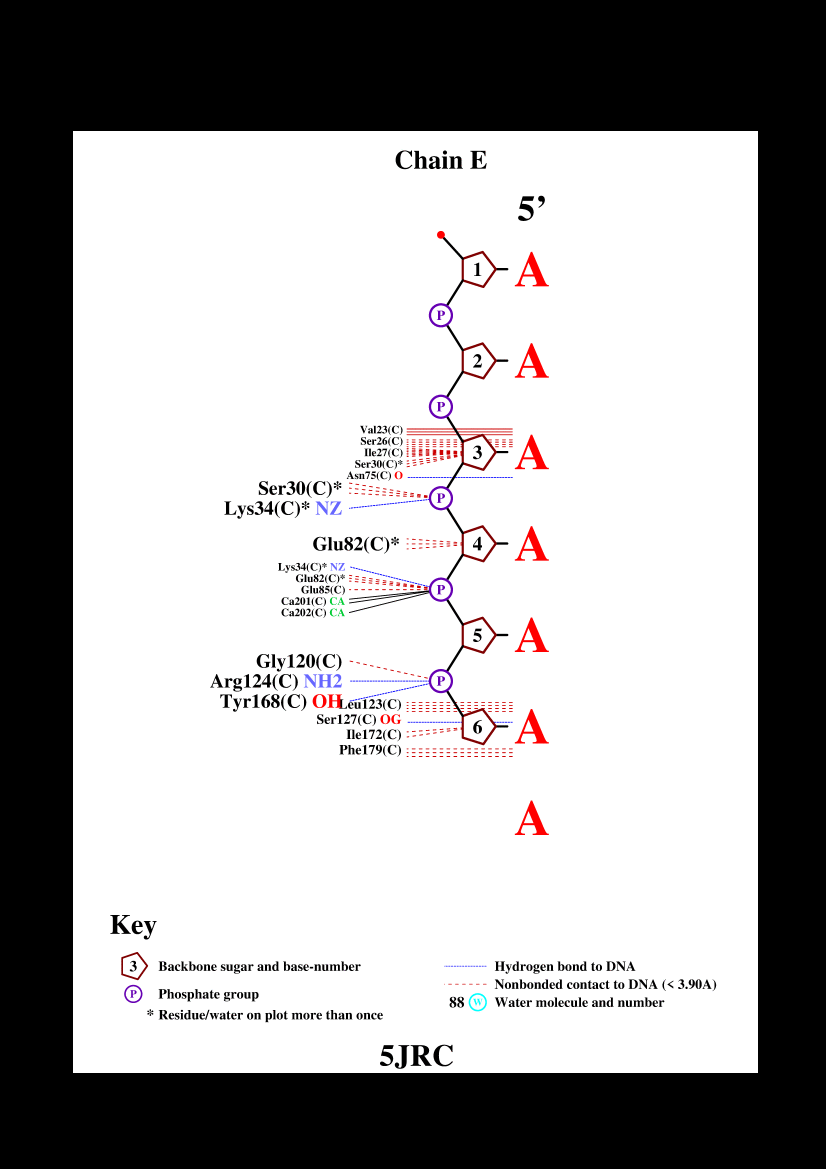 Chain E
5’
1 A
P
2 A
P
Val23(C)
Ser26(C)
Ile27(C)
3 A
Ser30(C)*
Asn75(C) O
Ser30(C)*
P
Lys34(C)* NZ
Glu82(C)*
4 A
Lys34(C)* NZ
Glu82(C)*
Glu85(C)
P
Ca201(C) CA
Ca202(C) CA
5 A
Gly120(C)
Arg124(C) NH2
P
Tyr168(C) OH
Leu123(C)
Ser127(C) OG
6 A
Ile172(C)
Phe179(C)
A
Key
3 Backbone sugar and base-number
P Phosphate group
* Residue/water on plot more than once
Hydrogen bond to DNA
Nonbonded contact to DNA (< 3.90A)
88 W Water molecule and number
5JRC